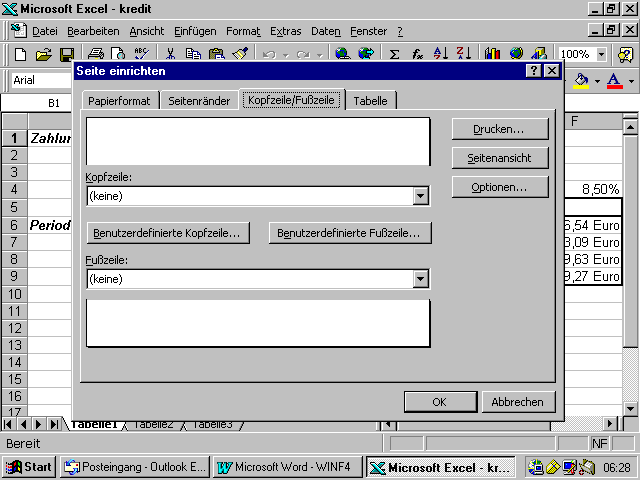 Microsoft Excel - kredit
Datei Bearbeiten Ansicht Einfügen Format Extras Daten Fenster ?
100%
Arial
B1
Seite einrichten
Papierformat Seitenränder Kopfzeile/Fußzeile Tabelle
Drucken...
Seitenansicht
Optionen...
Kopfzeile:
(keine)
Benutzerdefinierte Kopfzeile... Benutzerdefinierte Fußzeile...
Fußzeile:
(keine)
OK Abbrechen
F
1 Zahlun
2
3
4 8,50%
5
6 Period 6,54 Euro
7 3,09 Euro
8 9,63 Euro
9 9,27 Euro
10
11
12
13
14
15
16
17
Tabelle1 Tabelle2 Tabelle3
Bereit NF
Start Posteingang - Outlook E... Microsoft Word - WINF4 Microsoft Excel - kr... 06:28